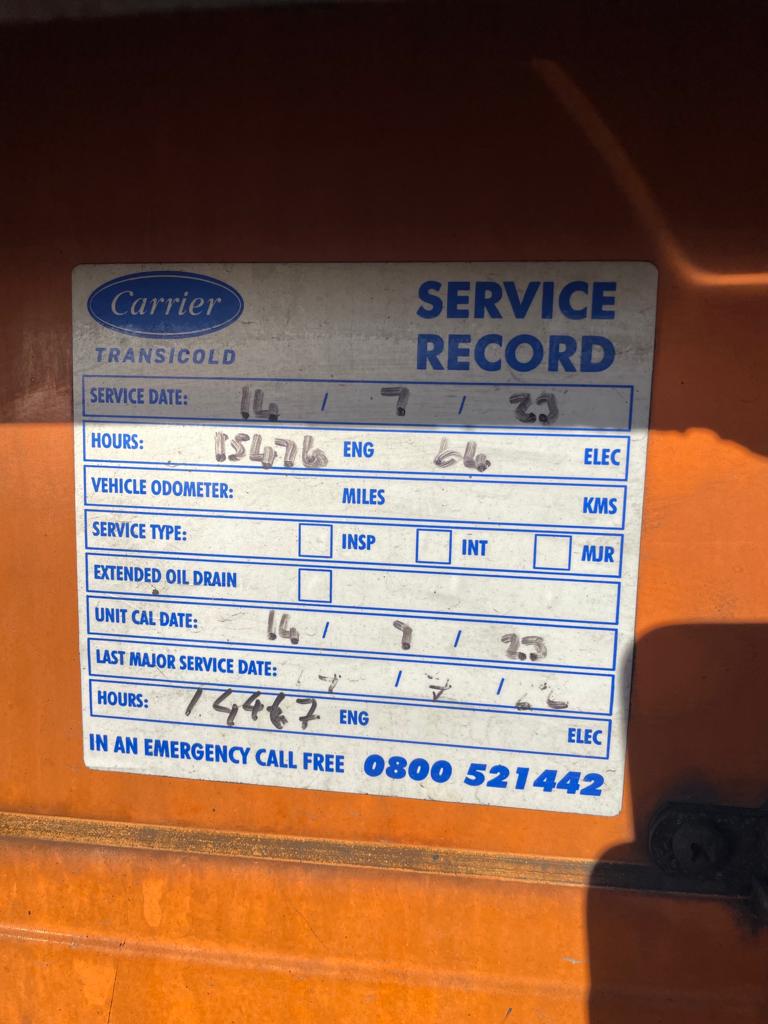 Carrier
TRANSICOLD
SERVICE
RECORD
SERVICE DATE: 14 / 7 / 23
HOURS: 15476 ENG 64 ELEC
VEHICLE ODOMETER: MILES KMS
SERVICE TYPE: INSP INT MJR
EXTENDED OIL DRAIN
UNIT CAL DATE: 14 / 7 / 23
LAST MAJOR SERVICE DATE: / 7 /
HOURS: 14467 ENG ELEC
IN AN EMERGENCY CALL FREE 0800 521442